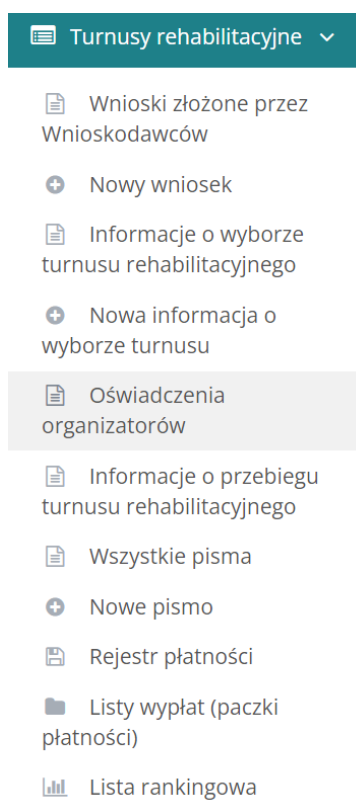 Turnusy rehabilitacyjne
Wnioski złożone przez
Wnioskodawców
Nowy wniosek
Informacje o wyborze
turnusu rehabilitacyjnego
Nowa informacja o
wyborze turnusu
Oświadczenia
organizatorów
Informacje o przebiegu
turnusu rehabilitacyjnego
Wszystkie pisma
Nowe pismo
Rejestr płatności
Listy wypłat (paczki
płatności)
Lista rankingowa